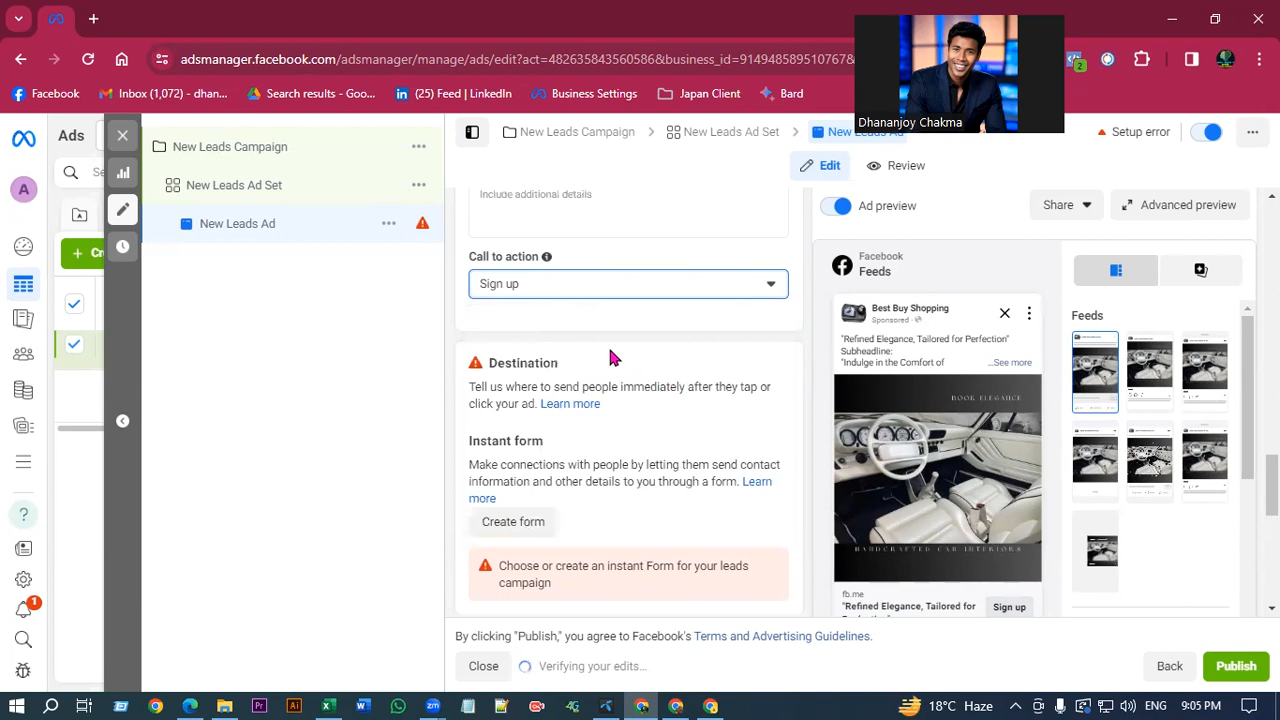 adsmanager.facebook.com/adsmanager/manage/ads/edit?act=482635843560586&business_id=914948589510767&
2
Facebook
Inbox (1,072) – dhan...
Search results - Goo...
(25) Feed | LinkedIn
Business Settings
Japan Client
Bard
Dhananjoy Chakma
Ads
New Leads Campaign
New Leads Ad Set
New Leads Ad
New Leads Campaign
New Leads Ad Set
Setup error
Edit
Review
A
Include additional details
Call to action
Sign up
Destination
Tell us where to send people immediately after they tap or
click your ad. Learn more
Instant form
Make connections with people by letting them send contact
information and other details to you through a form. Learn
more
Create form
Choose or create an instant Form for your leads
campaign
Ad preview
Share
Advanced preview
Facebook
Feeds
Best Buy Shopping
Sponsored
"Refined Elegance, Tailored for Perfection"
Subheadline:
"Indulge in the Comfort of ...See more
BOOK ELEGANCE
HANDCRAFTED CAR INTERIORS
fb.me
"Refined Elegance, Tailored for
Sign up
Feeds
By clicking "Publish," you agree to Facebook's Terms and Advertising Guidelines.
Close
Verifying your edits...
Back
Publish
1
18°C Haze
9:05 PM